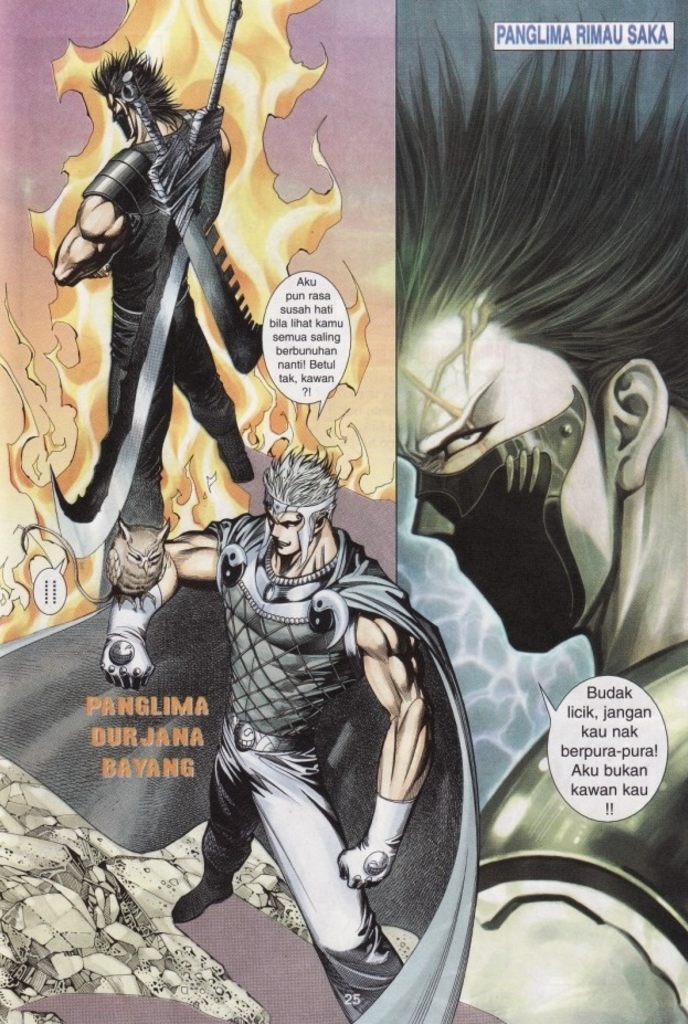 PANGLIMA RIMAU SAKA
Aku
pun rasa
susah hati
bila lihat kamu
semua saling
berbunuhan
nanti! Betul
tak, kawan
?!
!!!!
PANGLIMA
DURJANA
BAYANG
Budak
licik, jangan
kau nak
berpura-pura!
Aku bukan
kawan kau
!!
25